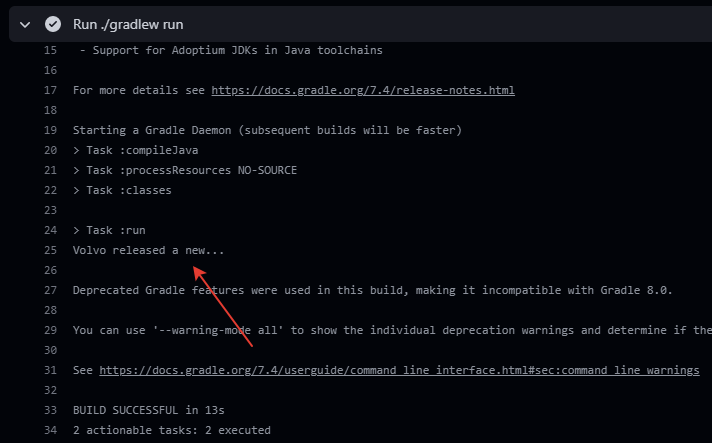 Run ./gradlew run
15 - Support for Adoptium JDKs in Java toolchains
16
17 For more details see https://docs.gradle.org/7.4/release-notes.html
18
19 Starting a Gradle Daemon (subsequent builds will be faster)
20 > Task :compileJava
21 > Task :processResources NO-SOURCE
22 > Task :classes
23
24 > Task :run
25 Volvo released a new...
26
27 Deprecated Gradle features were used in this build, making it incompatible with Gradle 8.0.
28
29 You can use '--warning-mode all' to show the individual deprecation warnings and determine if the
30
31 See https://docs.gradle.org/7.4/userguide/command_line_interface.html#sec:command_line_warnings
32
33 BUILD SUCCESSFUL in 13s
34 2 actionable tasks: 2 executed